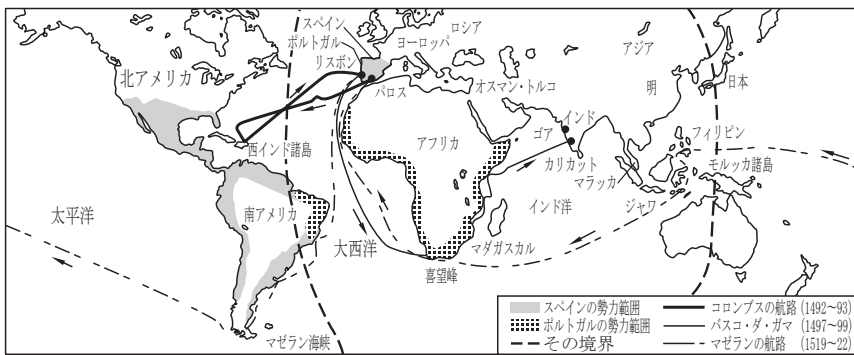 スペイン
ポルトガル
リスボン
ロシア
ヨーロッパ
アジア
北アメリカ
パロス
オスマン・トルコ
明
日本
インド
ゴア
アフリカ
西インド諸島
カリカット
フィリピン
マラッカ
モルッカ諸島
太平洋
南アメリカ
大西洋
インド洋
ジャワ
マダガスカル
喜望峰
マゼラン海峡
スペインの勢力範囲
ポルトガルの勢力範囲
その境界
コロンブスの航路 (1492～93)
バスコ・ダ・ガマ (1497～99)
マゼランの航路 (1519～22)